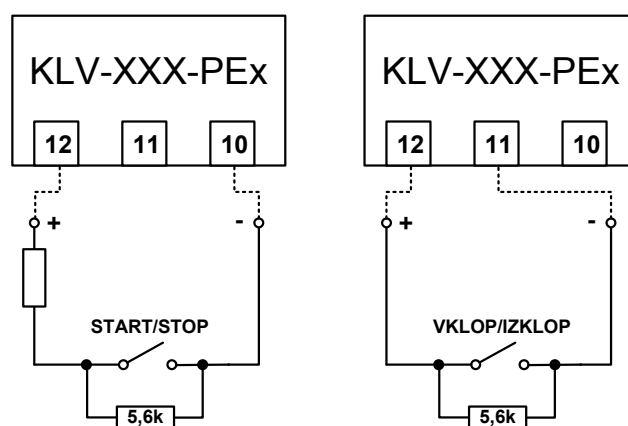 KLV-XXX-PEx KLV-XXX-PEx
12 11 10 12 11 10
+ - + -
START/STOP VKLOP/IZKLOP
5,6k 5,6k